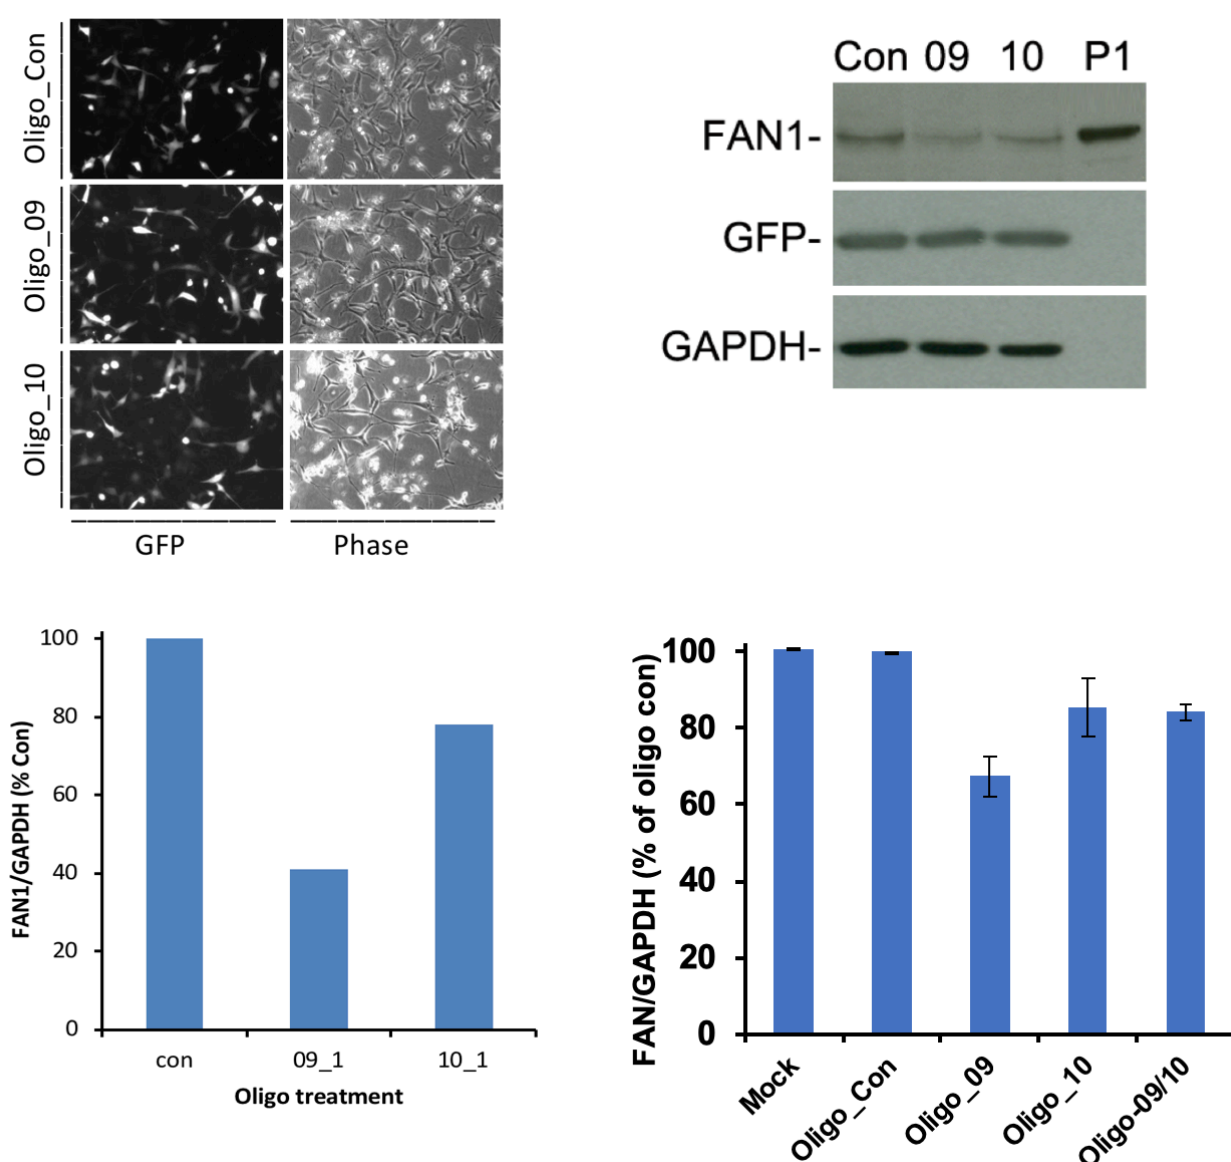 Oligo_Con
Oligo_09
Oligo_10
GFP
Phase
Con 09 10 P1
FAN1-
GFP-
GAPDH-
FAN1/GAPDH (% Con)
100
80
60
40
20
0
con 09_1 10_1
Oligo treatment
FAN/GAPDH (% of oligo con)
100
80
60
40
20
0
Mock
Oligo_Con
Oligo_09
Oligo_10
Oligo-09/10